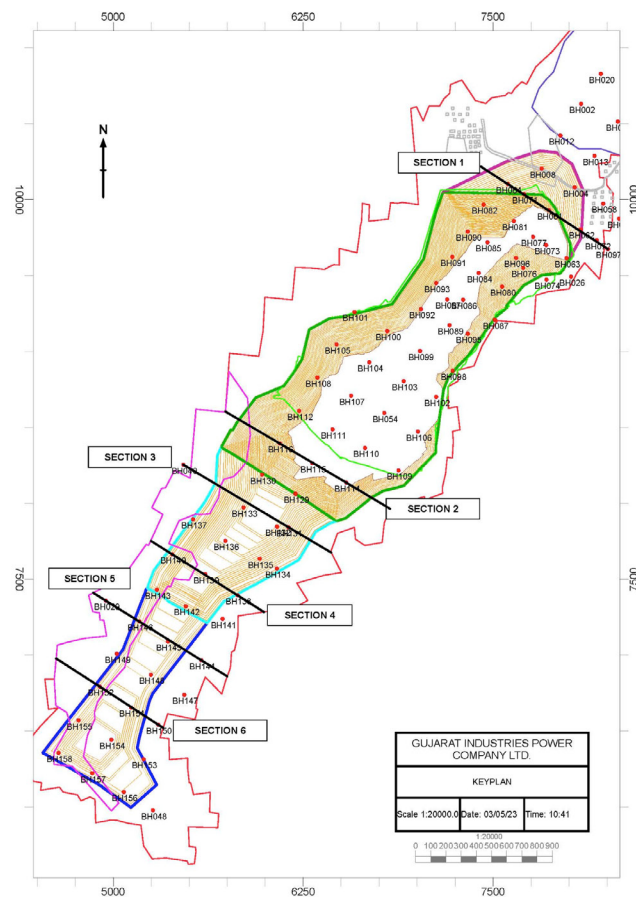 5000 6250 7500
BH020
BH002
BH012
BH013
SECTION 1
BH008
BH004
10000 10000
BH082
BH058
BH081
BH090
BH085
BH077
BH073
BH097
BH091
BH096
BH063
BH076
BH084
BH074
BH026
BH093
BH080
BH086
BH101
BH092
BH087
BH089
BH100
BH095
BH105
BH099
BH104
BH098
BH108
BH103
BH107
BH102
BH112
BH054
BH111
BH106
BH110
SECTION 3
BH115
BH109
BH130
BH114
BH129
SECTION 2
BH133
BH137
BH136
BH135
BH134
7500 7500
SECTION 5
BH143
BH142
SECTION 4
BH141
BH145
BH149
BH144
BH148
BH147
BH155
BH150
SECTION 6
BH154
BH158
BH153
BH157
BH156
BH048
GUJARAT INDUSTRIES POWER
COMPANY LTD.
KEYPLAN
Scale 1:20000.0 Date: 03/05/23 Time: 10:41
1:20000
0 100 200 300 400 500 600 700 800 900
5000 6250 7500
N